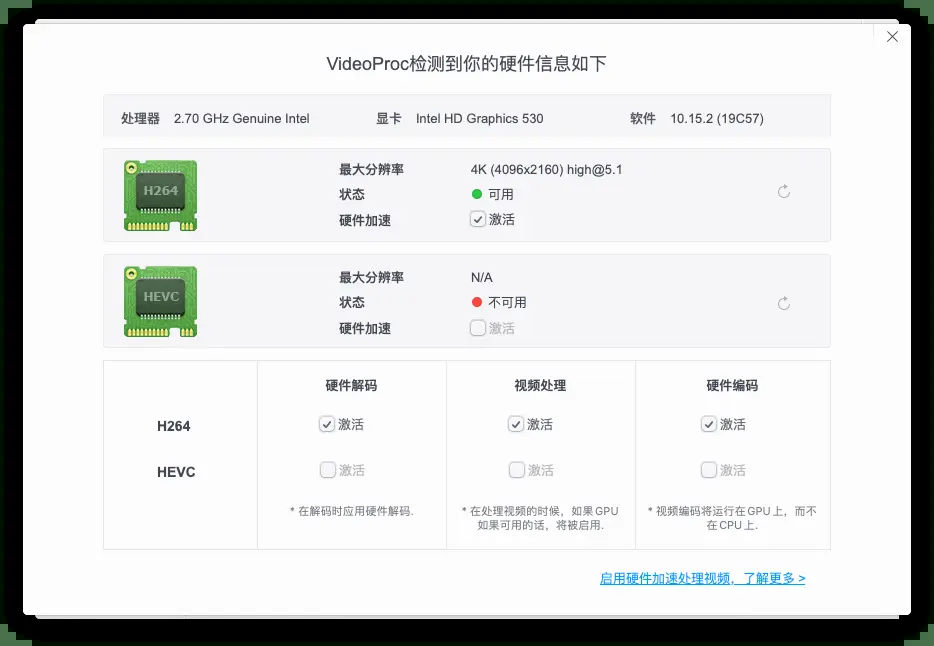 VideoProc检测到你的硬件信息如下
处理器 2.70 GHz Genuine Intel 显卡 Intel HD Graphics 530 软件 10.15.2 (19C57)
H264
最大分辨率 4K (4096x2160) high@5.1
状态 可用
硬件加速 激活
HEVC
最大分辨率 N/A
状态 不可用
硬件加速 激活
硬件解码 视频处理 硬件编码
H264 激活 激活 激活
HEVC 激活 激活 激活
* 在解码时应用硬件解码.
* 在处理视频的时候，如果GPU
如果可用的话，将被启用.
* 视频编码将运行在GPU上，而不
在CPU上.
启用硬件加速处理视频，了解更多 >